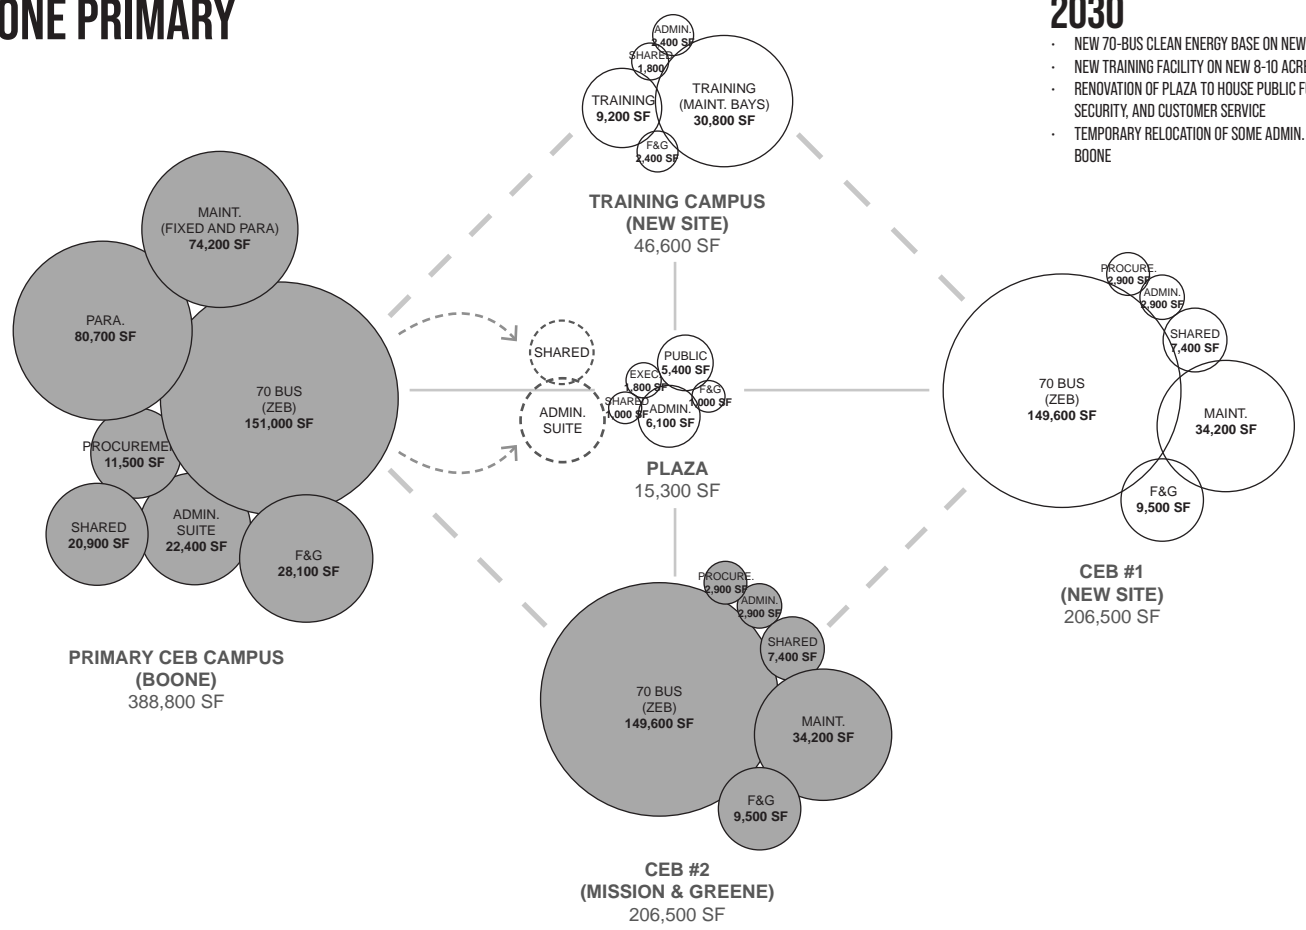 ONE PRIMARY
2030
· NEW 70-BUS CLEAN ENERGY BASE ON NEW
· NEW TRAINING FACILITY ON NEW 8-10 ACRE
· RENOVATION OF PLAZA TO HOUSE PUBLIC
SECURITY, AND CUSTOMER SERVICE
· TEMPORARY RELOCATION OF SOME ADMIN.
BOONE
ADMIN.
2,400 SF
SHARED
1,800
TRAINING
9,200 SF
TRAINING
(MAINT. BAYS)
30,800 SF
F&G
2,400 SF
TRAINING CAMPUS
(NEW SITE)
46,600 SF
MAINT.
(FIXED AND PARA)
74,200 SF
PARA.
80,700 SF
70 BUS
(ZEB)
151,000 SF
PROCUREME
11,500 SF
SHARED
20,900 SF
ADMIN.
SUITE
22,400 SF
F&G
28,100 SF
PRIMARY CEB CAMPUS
(BOONE)
388,800 SF
SHARED
ADMIN.
SUITE
PUBLIC
5,400 SF
EXEC.
1,800 SF
SHARED
1,000 SF
ADMIN.
6,100 SF
F&G
1,000 SF
PLAZA
15,300 SF
PROCURE.
2,900 SF
ADMIN.
2,900 SF
SHARED
7,400 SF
70 BUS
(ZEB)
149,600 SF
MAINT.
34,200 SF
F&G
9,500 SF
CEB #1
(NEW SITE)
206,500 SF
PROCURE.
2,900 SF
ADMIN.
2,900 SF
SHARED
7,400 SF
70 BUS
(ZEB)
149,600 SF
MAINT.
34,200 SF
F&G
9,500 SF
CEB #2
(MISSION & GREENE)
206,500 SF